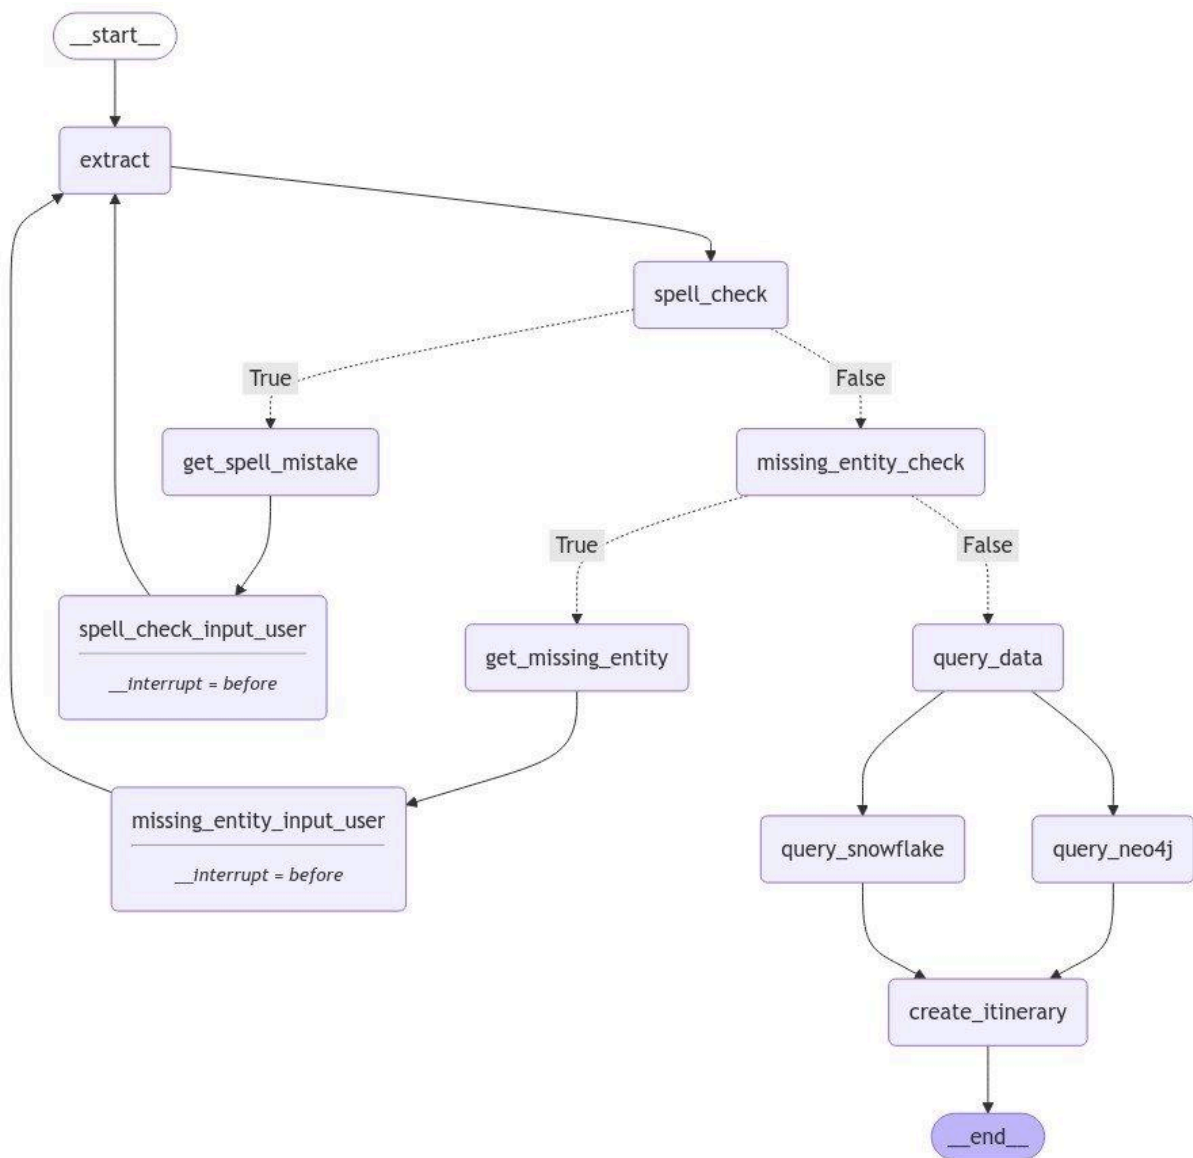 __start__
extract
spell_check
True
False
get_spell_mistake
missing_entity_check
True
False
spell_check_input_user
__interrupt = before
get_missing_entity
query_data
missing_entity_input_user
__interrupt = before
query_snowflake
query_neo4j
create_itinerary
__end__